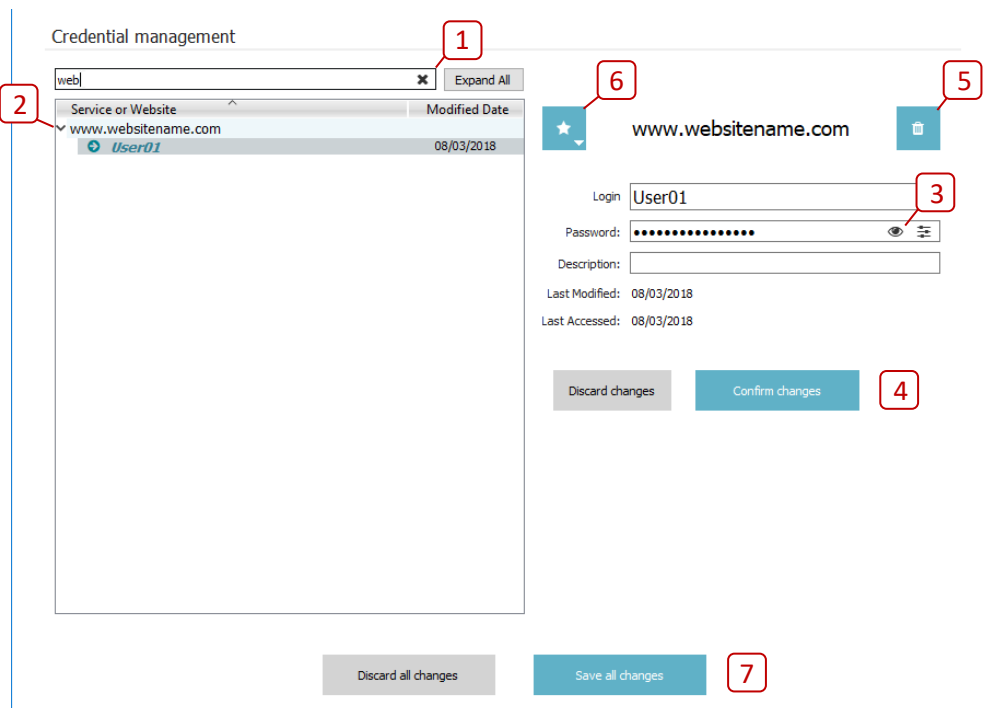 Credential management
1
web
Expand All
6
5
2
Service or Website
Modified Date
www.websitename.com
www.websitename.com
User01
08/03/2018
3
Login
User01
Password:
••••••••••••••••
Description:
Last Modified: 08/03/2018
Last Accessed: 08/03/2018
Discard changes
Confirm changes
4
Discard all changes
Save all changes
7